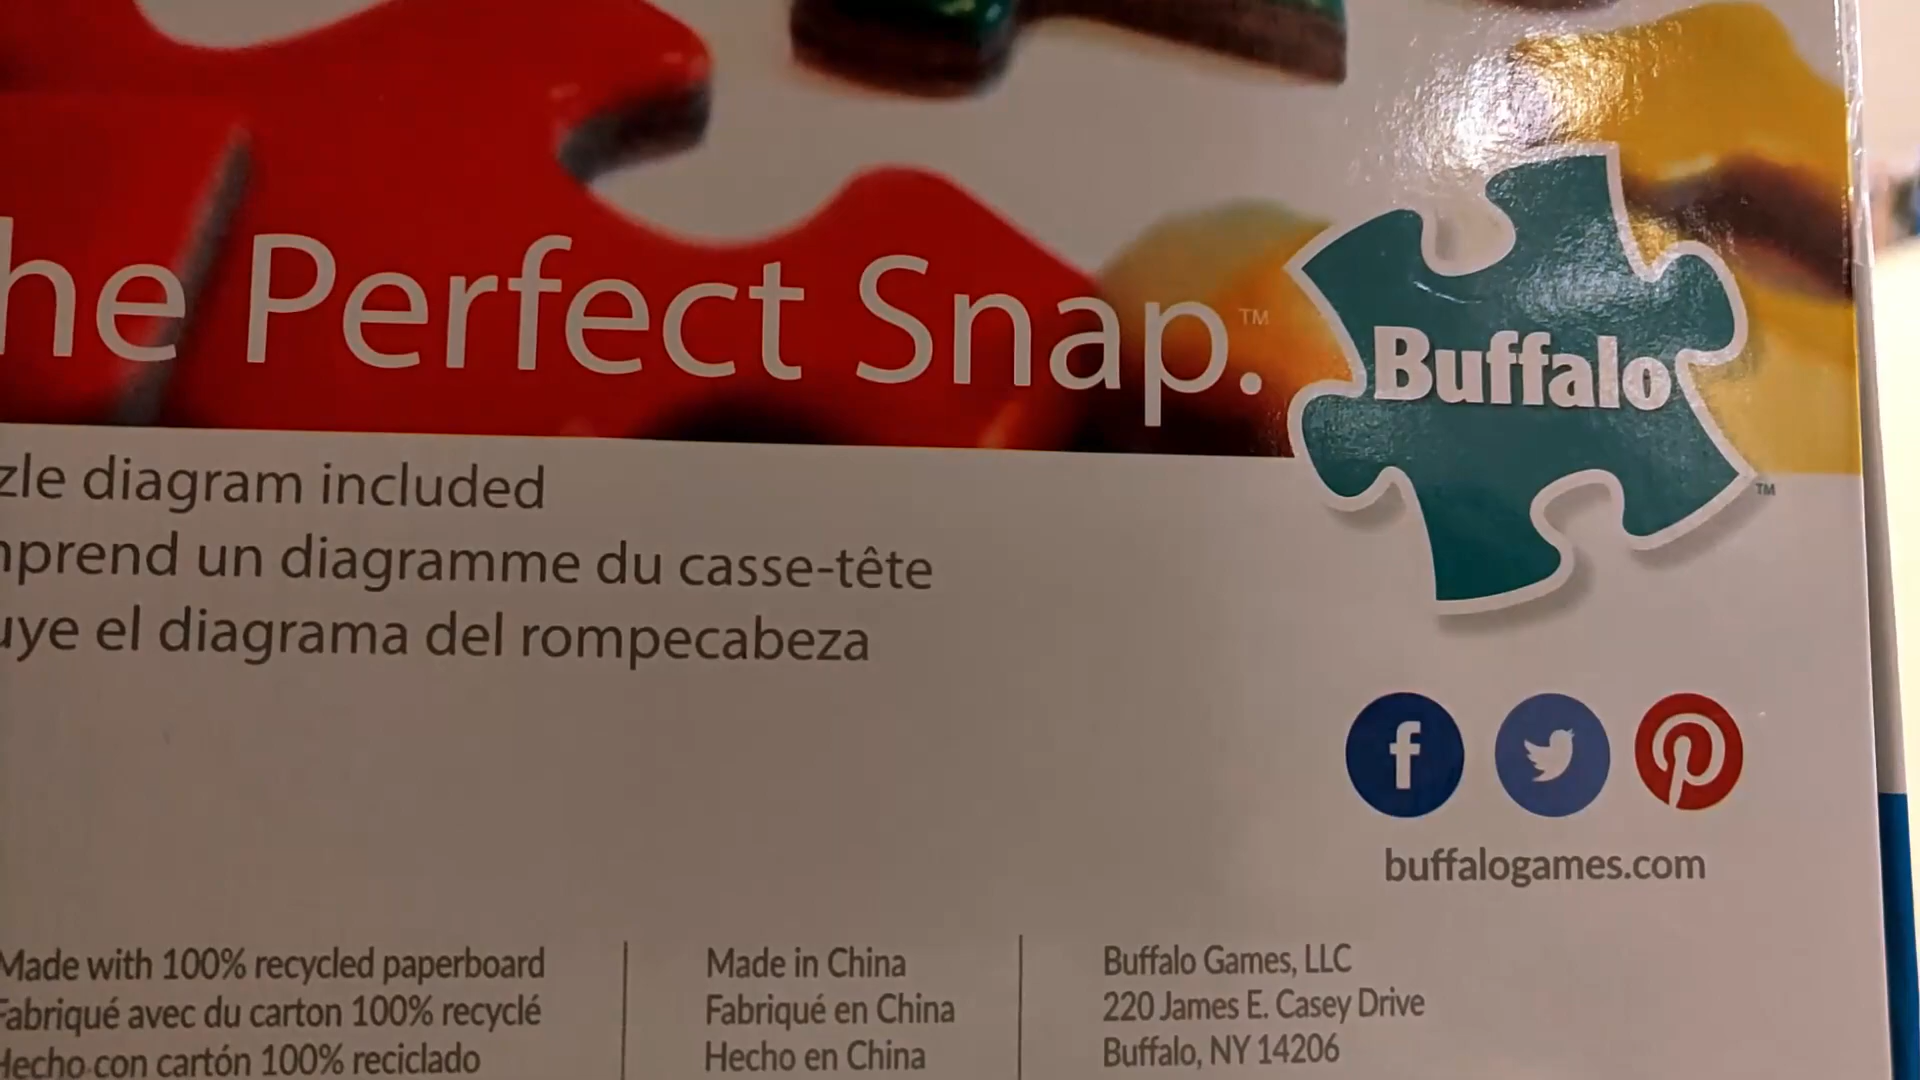 he Perfect Snap.™
Buffalo™
zle diagram included
prend un diagramme du casse-tête
uye el diagrama del rompecabeza
buffalogames.com
Made with 100% recycled paperboard
Fabriqué avec du carton 100% recyclé
Hecho con cartón 100% reciclado
Made in China
Fabriqué en China
Hecho en China
Buffalo Games, LLC
220 James E. Casey Drive
Buffalo, NY 14206